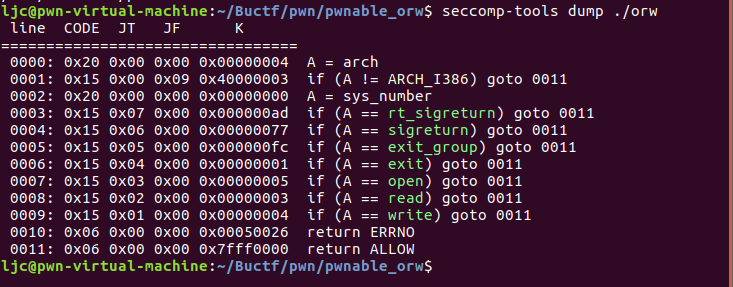 ljc@pwn-virtual-machine:~/Buctf/pwn/pwnable_orw$ seccomp-tools dump ./orw
 line  CODE  JT   JF      K
=================================
 0000: 0x20 0x00 0x00 0x00000004  A = arch
 0001: 0x15 0x00 0x09 0x40000003  if (A != ARCH_I386) goto 0011
 0002: 0x20 0x00 0x00 0x00000000  A = sys_number
 0003: 0x15 0x07 0x00 0x000000ad  if (A == rt_sigreturn) goto 0011
 0004: 0x15 0x06 0x00 0x00000077  if (A == sigreturn) goto 0011
 0005: 0x15 0x05 0x00 0x000000fc  if (A == exit_group) goto 0011
 0006: 0x15 0x04 0x00 0x00000001  if (A == exit) goto 0011
 0007: 0x15 0x03 0x00 0x00000005  if (A == open) goto 0011
 0008: 0x15 0x02 0x00 0x00000003  if (A == read) goto 0011
 0009: 0x15 0x01 0x00 0x00000004  if (A == write) goto 0011
 0010: 0x06 0x00 0x00 0x00050026  return ERRNO
 0011: 0x06 0x00 0x00 0x7fff0000  return ALLOW
ljc@pwn-virtual-machine:~/Buctf/pwn/pwnable_orw$